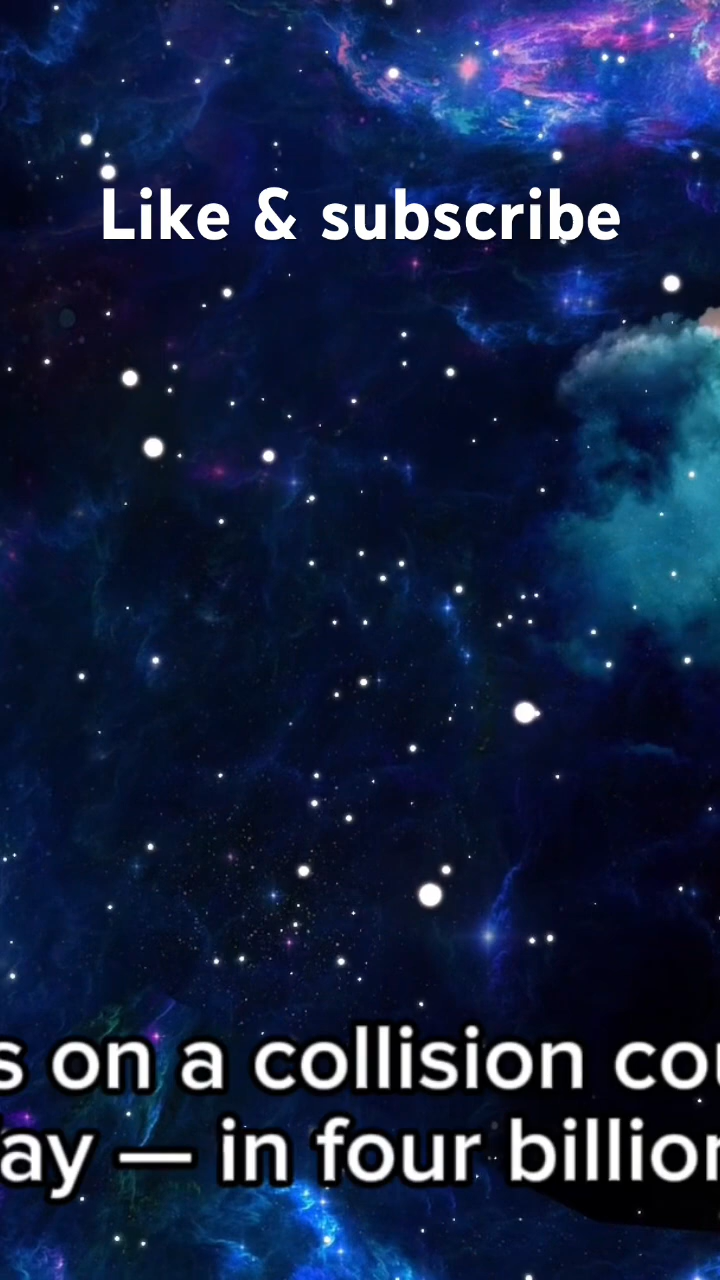 Like & subscribe
s on a collision cou
ay — in four billion